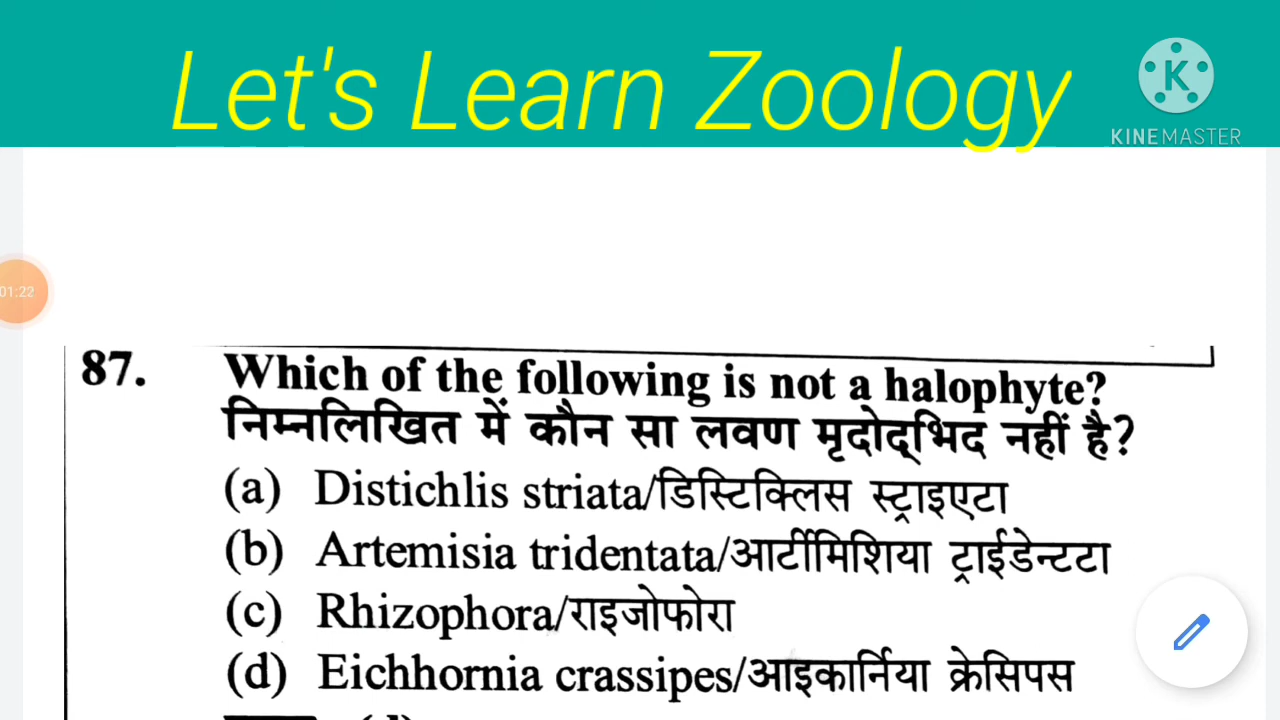 Let's Learn Zoology
K
KINEMASTER
01:22
87. Which of the following is not a halophyte?
निम्नलिखित में कौन सा लवण मृदोद्भिद नहीं है?
(a) Distichlis striata/डिस्टिक्लिस स्ट्राइएटा
(b) Artemisia tridentata/आर्टीमिशिया ट्राईडेन्टटा
(c) Rhizophora/राइजोफोरा
(d) Eichhornia crassipes/आइकार्निया क्रेसिपस